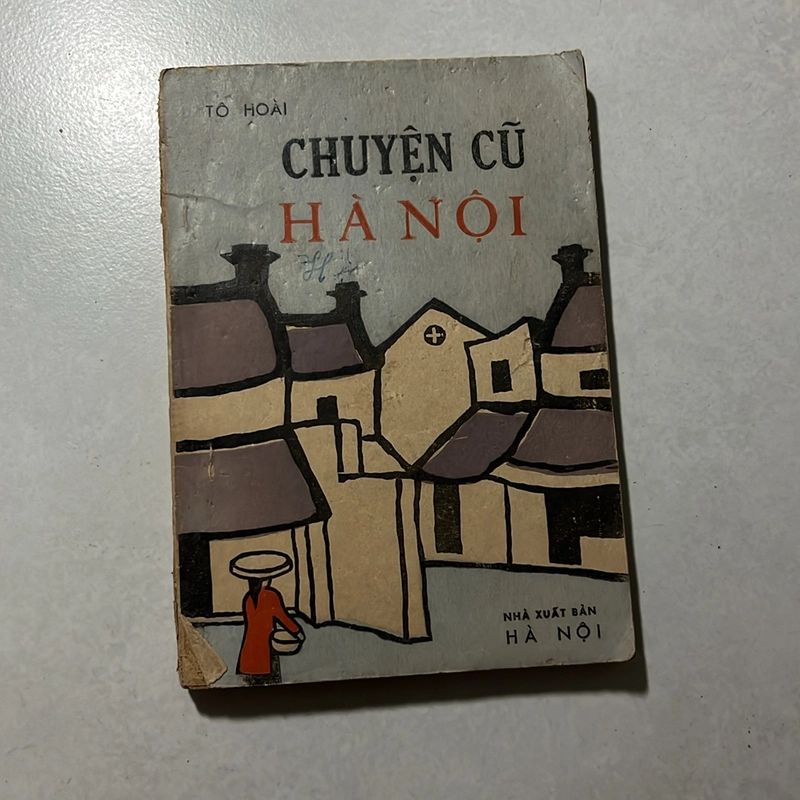 TÔ HOÀI
CHUYỆN CŨ
HÀ NỘI
NHÀ XUẤT BẢN
HÀ NỘI